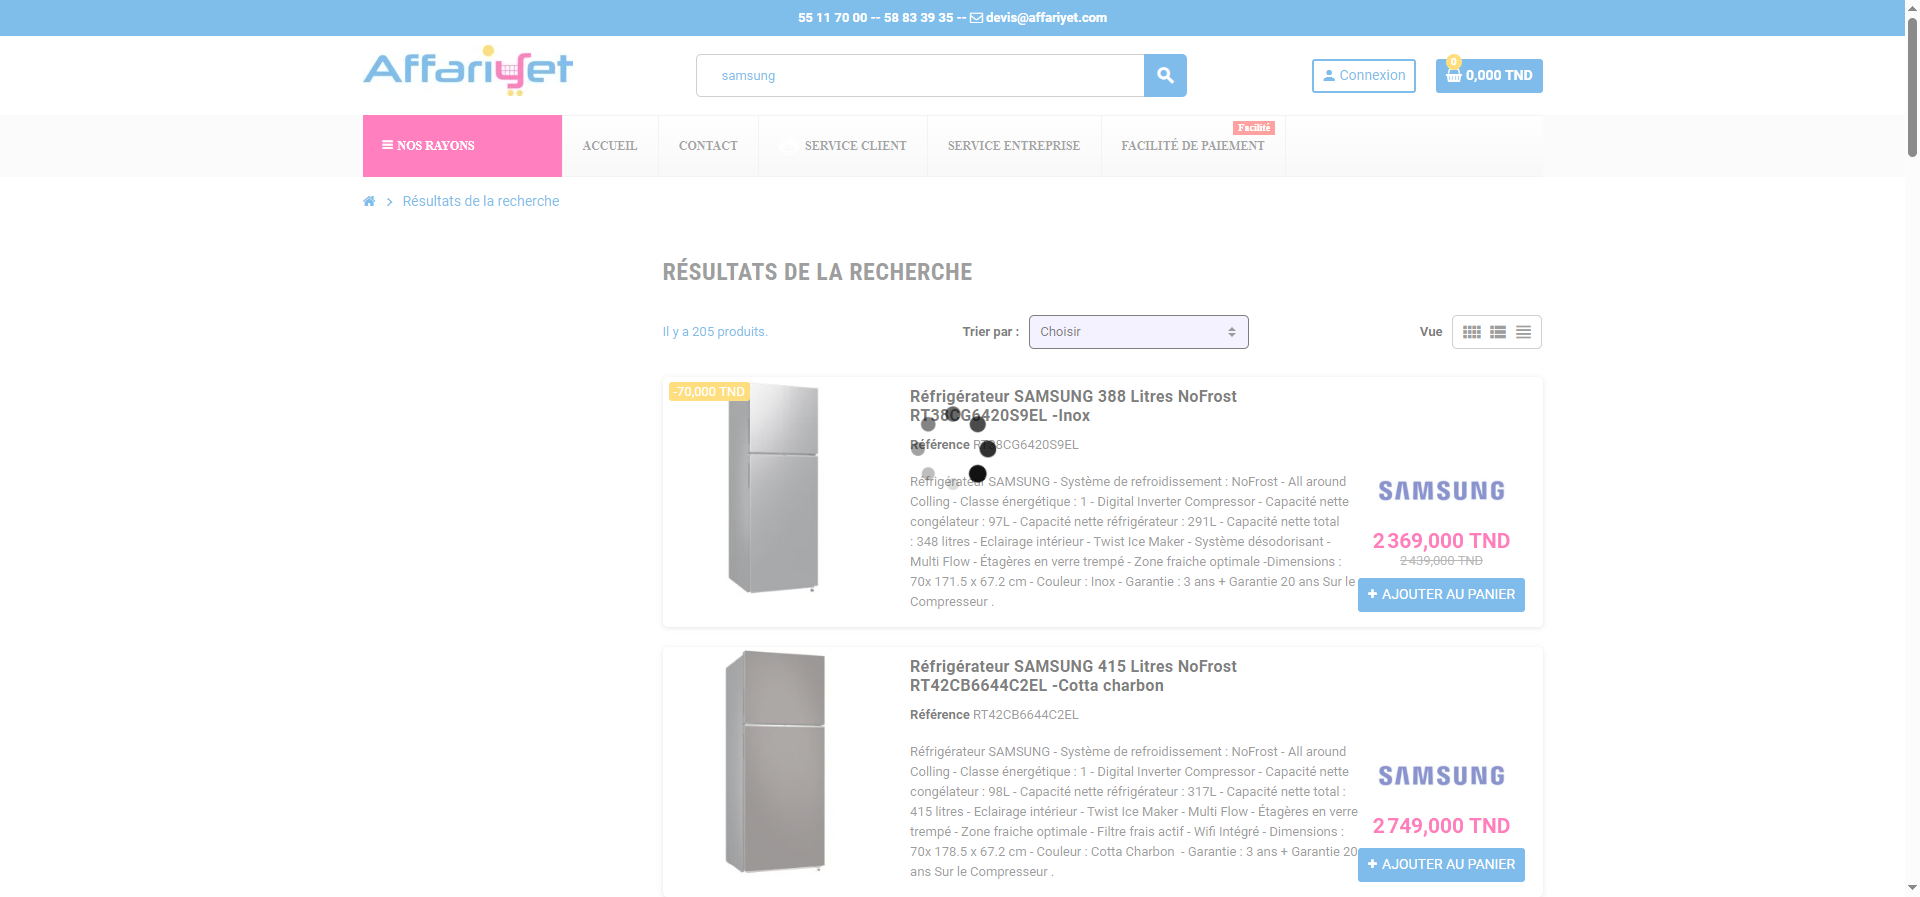 55 11 70 00 -- 58 83 39 35 -- devis@affariyet.com
Affariyet
samsung
Connexion
0
0,000 TND
NOS RAYONS
ACCUEIL
CONTACT
SERVICE CLIENT
SERVICE ENTREPRISE
Facilité
FACILITÉ DE PAIEMENT
Résultats de la recherche
RÉSULTATS DE LA RECHERCHE
Il y a 205 produits.
Trier par :
Choisir
Vue
-70,000 TND
Réfrigérateur SAMSUNG 388 Litres NoFrost
RT38CG6420S9EL -Inox
Référence RT38CG6420S9EL
Réfrigérateur SAMSUNG - Système de refroidissement : NoFrost - All around
Colling - Classe énergétique : 1 - Digital Inverter Compressor - Capacité nette
congélateur : 97L - Capacité nette réfrigérateur : 291L - Capacité nette total
: 348 litres - Eclairage intérieur - Twist Ice Maker - Système désodorisant -
Multi Flow - Étagères en verre trempé - Zone fraiche optimale -Dimensions :
70x 171.5 x 67.2 cm - Couleur : Inox - Garantie : 3 ans + Garantie 20 ans Sur le
Compresseur .
SAMSUNG
2 369,000 TND
2 439,000 TND
AJOUTER AU PANIER
Réfrigérateur SAMSUNG 415 Litres NoFrost
RT42CB6644C2EL -Cotta charbon
Référence RT42CB6644C2EL
Réfrigérateur SAMSUNG - Système de refroidissement : NoFrost - All around
Colling - Classe énergétique : 1 - Digital Inverter Compressor - Capacité nette
congélateur : 98L - Capacité nette réfrigérateur : 317L - Capacité nette total :
415 litres - Eclairage intérieur - Twist Ice Maker - Multi Flow - Étagères en verre
trempé - Zone fraiche optimale - Filtre frais actif - Wifi Intégré - Dimensions :
70x 178.5 x 67.2 cm - Couleur : Cotta Charbon - Garantie : 3 ans + Garantie 20
ans Sur le Compresseur .
SAMSUNG
2 749,000 TND
AJOUTER AU PANIER